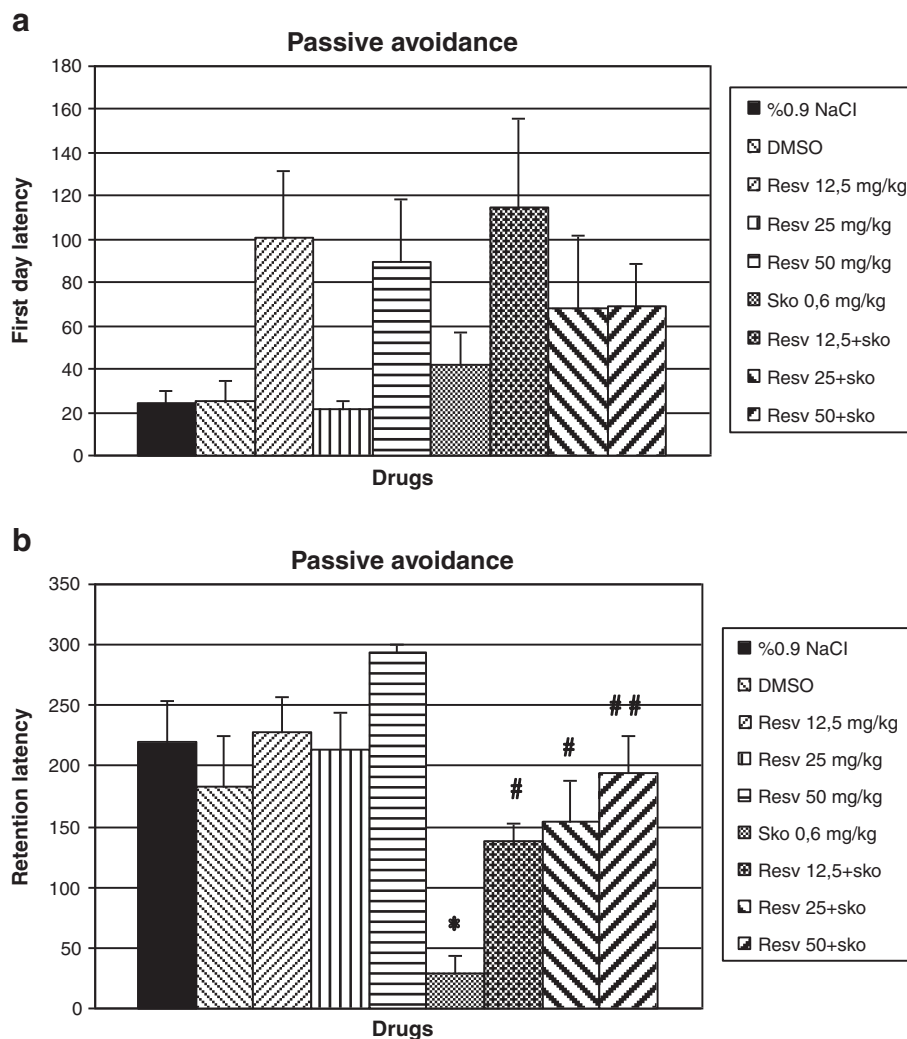 a
Passive avoidance
180
160
140
120
100
80
60
40
20
0
First day latency
Drugs
%0.9 NaCI
DMSO
Resv 12,5 mg/kg
Resv 25 mg/kg
Resv 50 mg/kg
Sko 0,6 mg/kg
Resv 12,5+sko
Resv 25+sko
Resv 50+sko
b
Passive avoidance
350
300
250
200
150
100
50
0
Retention latency
*
#
#
# #
Drugs
%0.9 NaCI
DMSO
Resv 12,5 mg/kg
Resv 25 mg/kg
Resv 50 mg/kg
Sko 0,6 mg/kg
Resv 12,5+sko
Resv 25+sko
Resv 50+sko